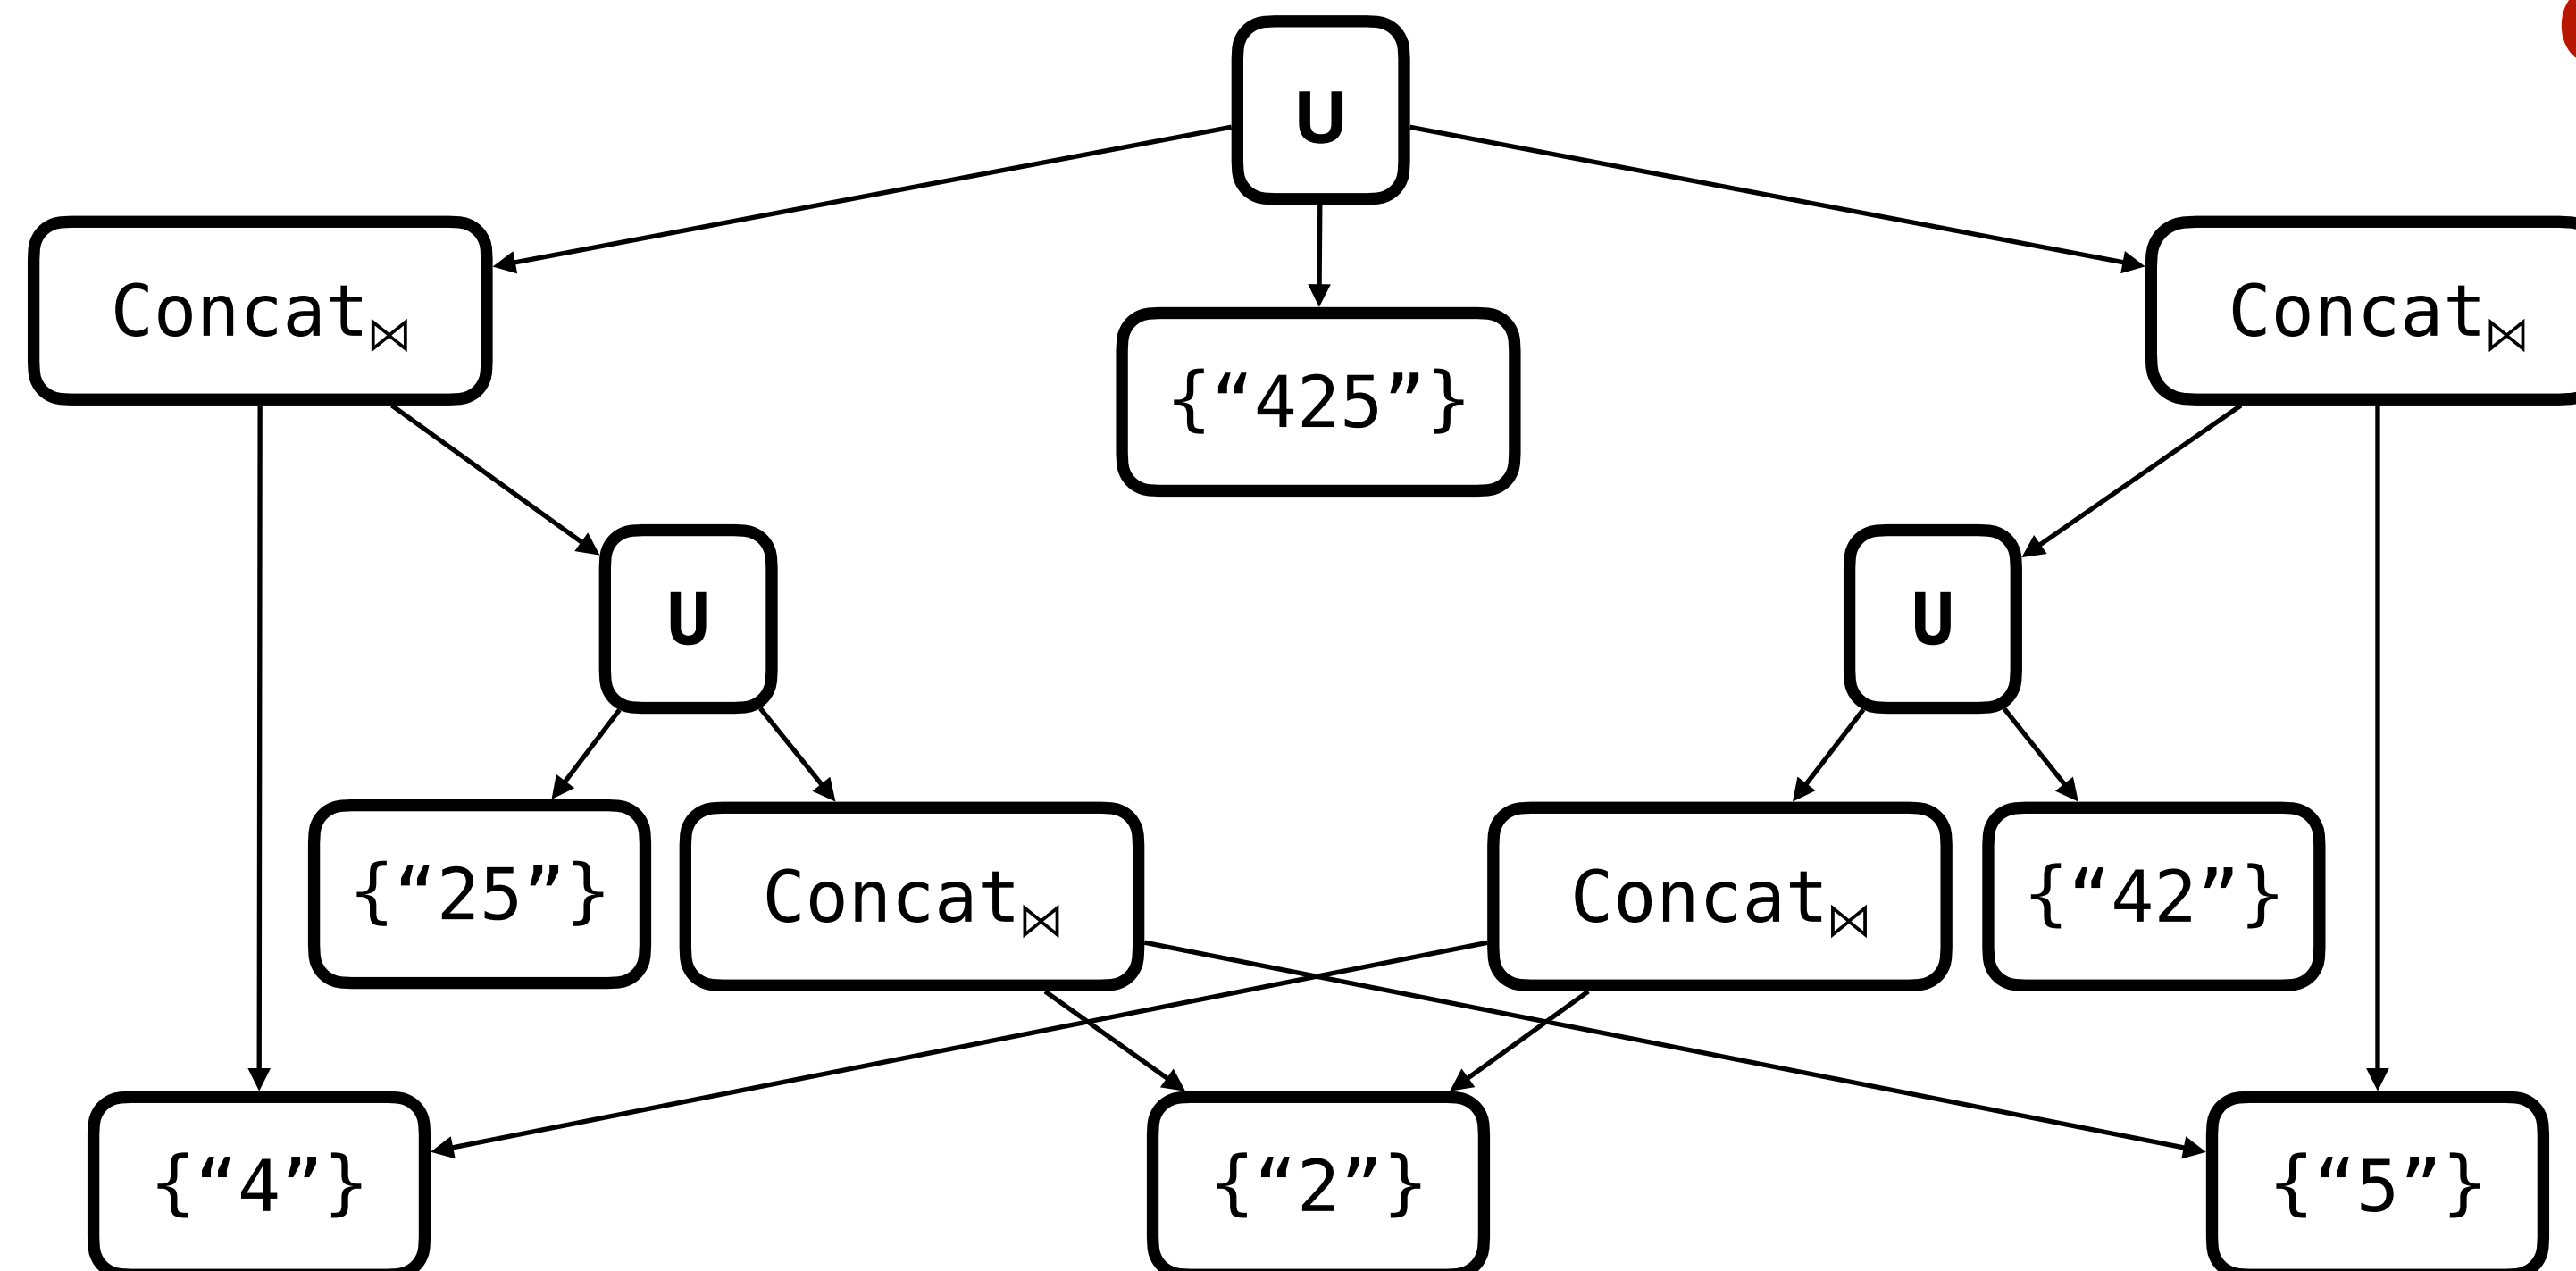 U
Concat⋈
Concat⋈
{“425”}
U
U
{“25”}
Concat⋈
Concat⋈
{“42”}
{“4”}
{“2”}
{“5”}